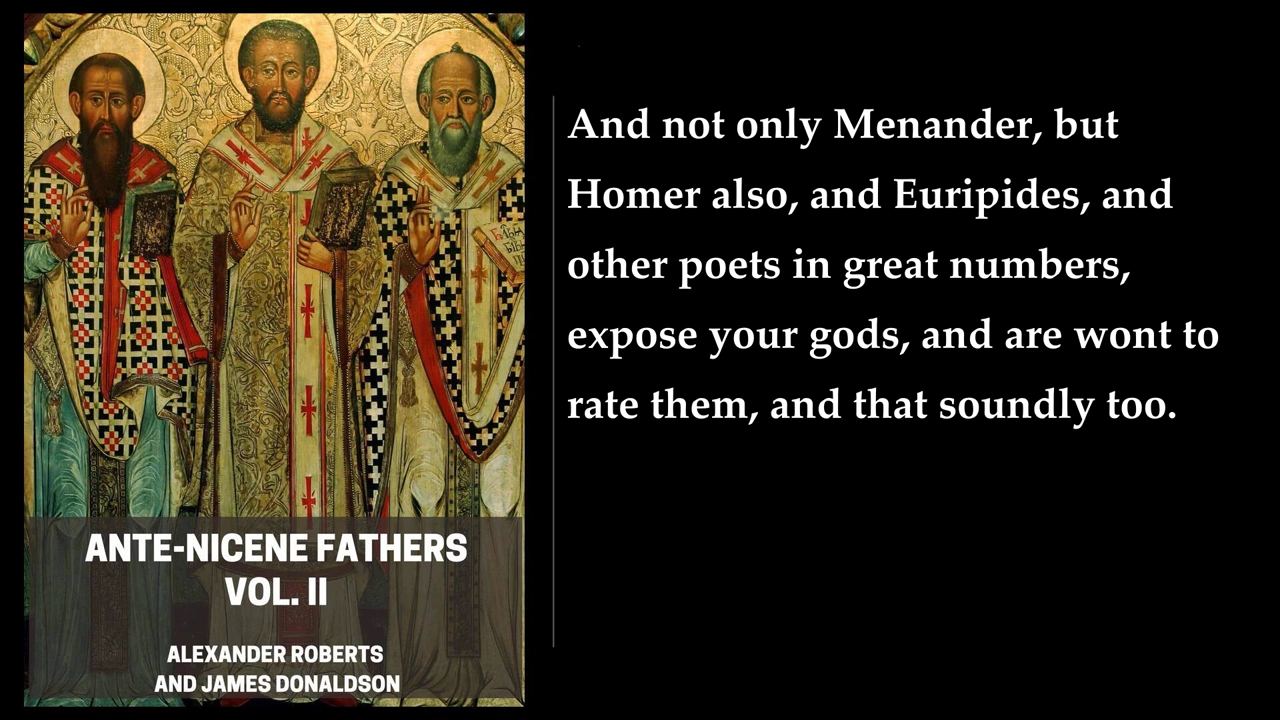 And not only Menander, but
Homer also, and Euripides, and
other poets in great numbers,
expose your gods, and are wont to
rate them, and that soundly too.
ANTE-NICENE FATHERS
VOL. II
ALEXANDER ROBERTS
AND JAMES DONALDSON